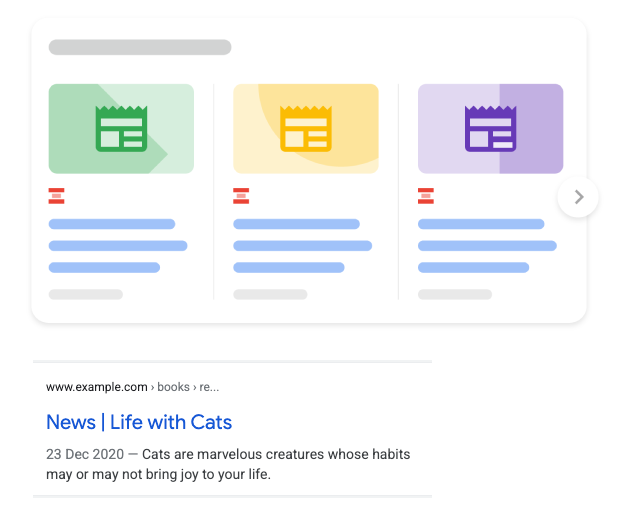 www.example.com › books › re...
News | Life with Cats
23 Dec 2020 — Cats are marvelous creatures whose habits
may or may not bring joy to your life.